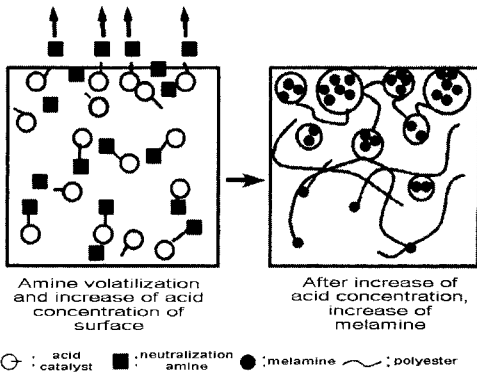 Amine volatilization
and increase of acid
concentration of
surface
After increase of
acid concentration,
increase of
melamine
: acid
catalyst
: neutralization
amine
: melamine
: polyester